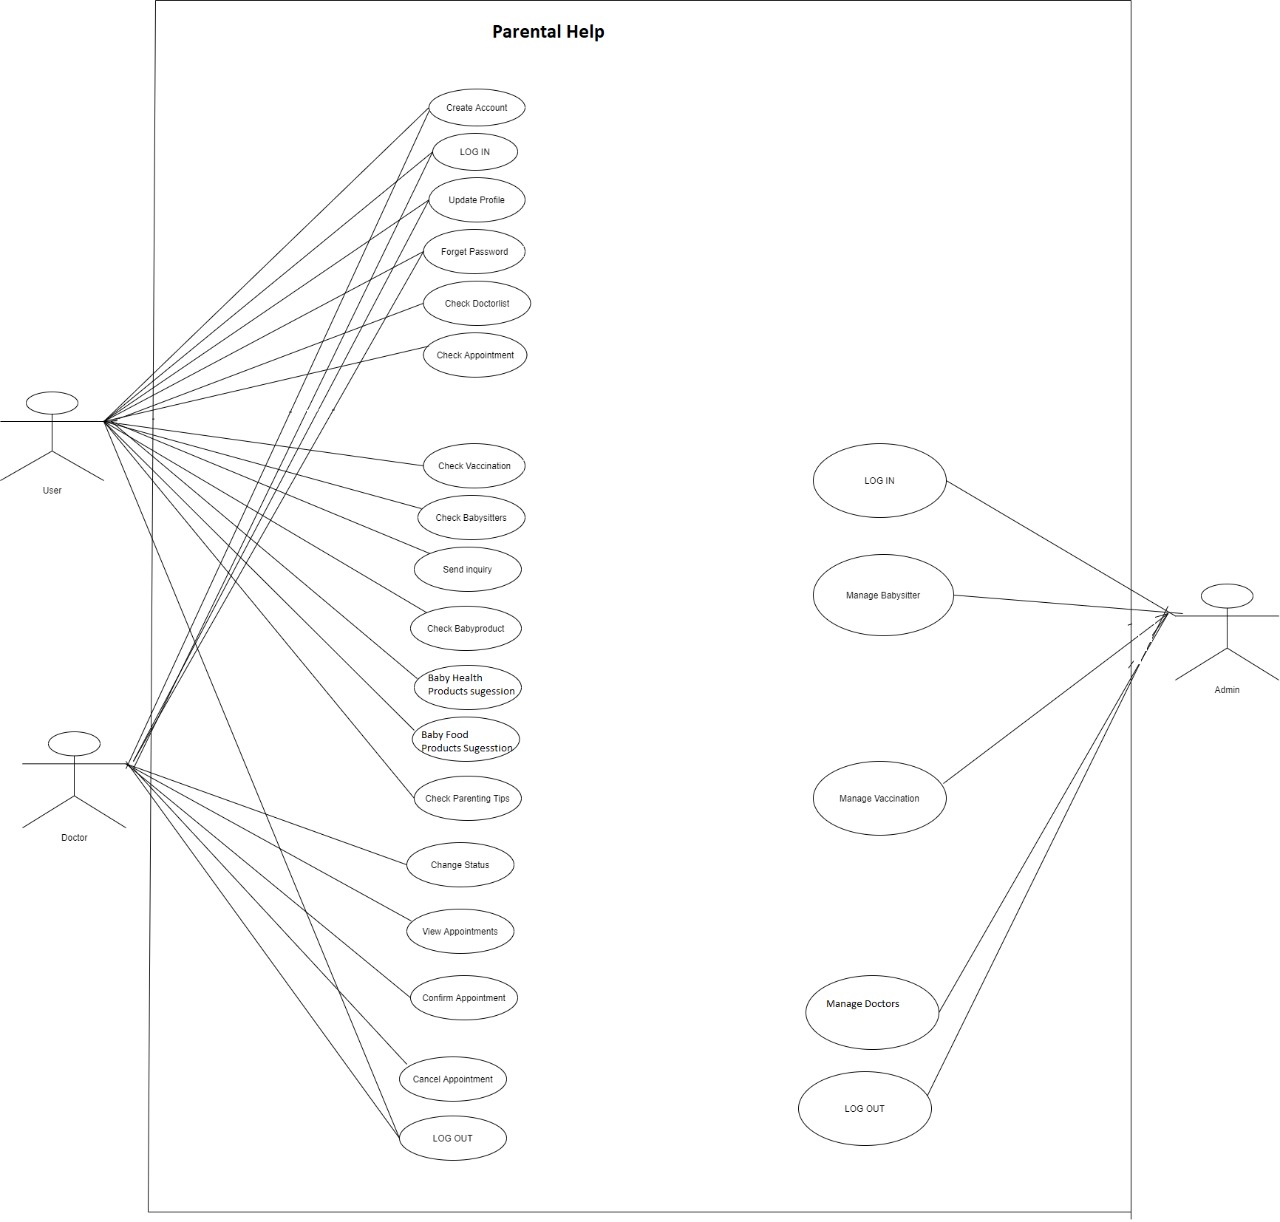 Parental Help
Create Account
LOG IN
Update Profile
Forget Password
Check Doctorlist
Check Appointment
User
Check Vaccination
Check Babysitters
Send inquiry
Check Babyproduct
Baby Health
Products sugession
Baby Food
Products Sugesstion
Check Parenting Tips
Doctor
Change Status
View Appointments
Confirm Appointment
Cancel Appointment
LOG OUT
LOG IN
Manage Babysitter
Admin
Manage Vaccination
Manage Doctors
LOG OUT